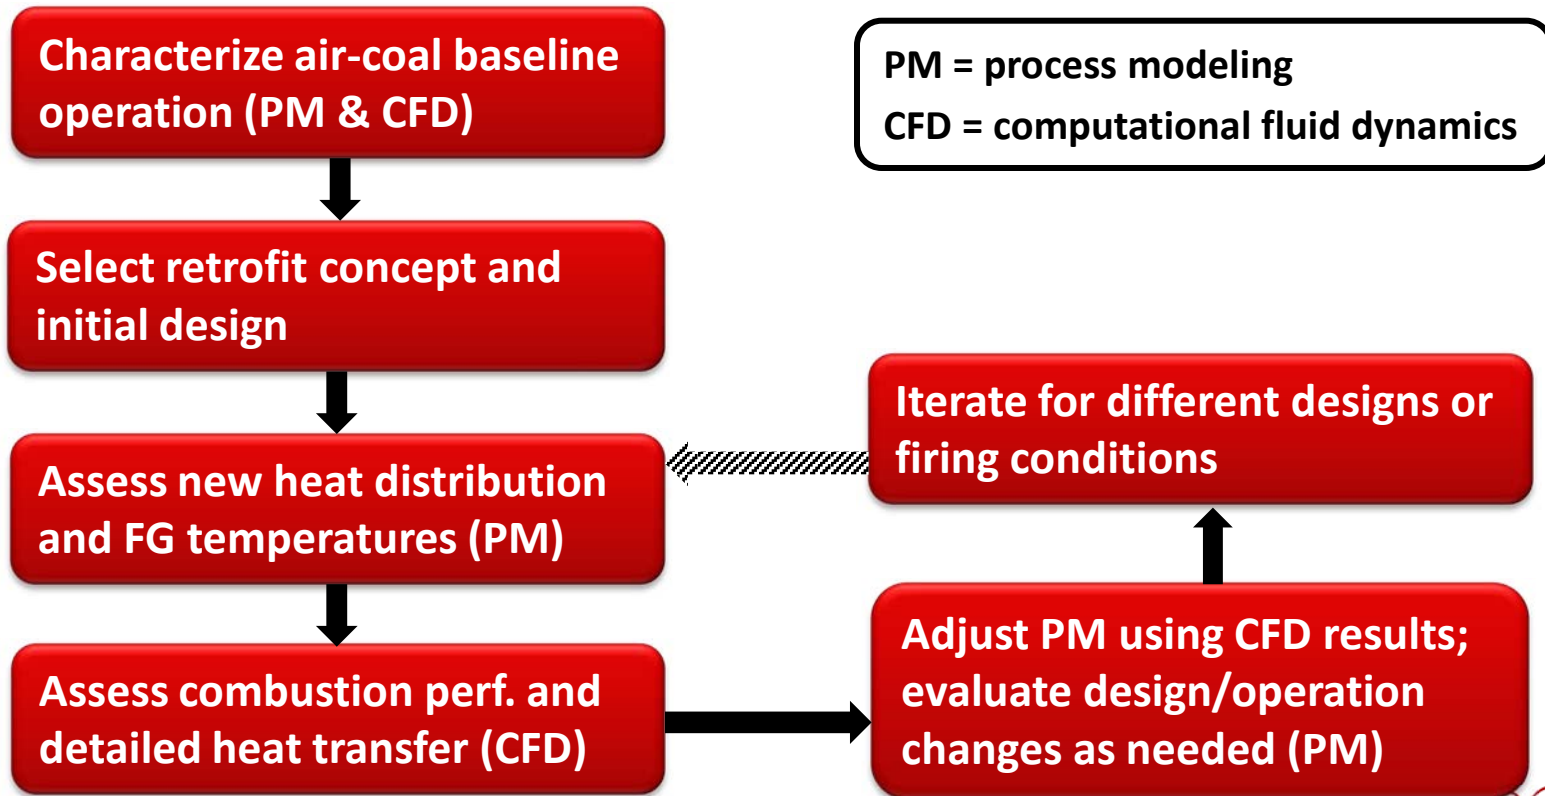 Characterize air-coal baseline
operation (PM & CFD)
PM = process modeling
CFD = computational fluid dynamics
Select retrofit concept and
initial design
Assess new heat distribution
and FG temperatures (PM)
Assess combustion perf. and
detailed heat transfer (CFD)
Adjust PM using CFD results;
evaluate design/operation
changes as needed (PM)
Iterate for different designs or
firing conditions